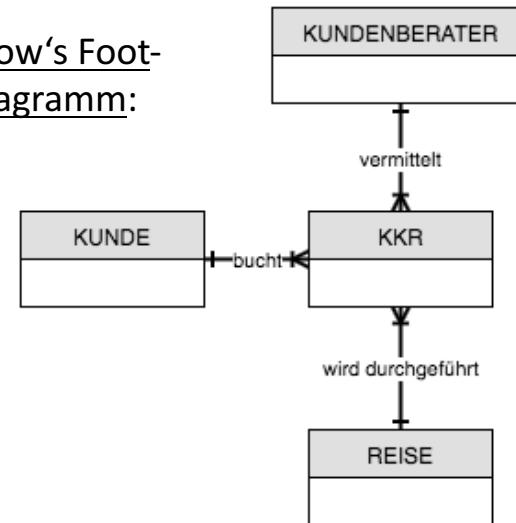 ow‘s Foot-
agramm:
KUNDENBERATER
vermittelt
KUNDE
bucht
KKR
wird durchgeführt
REISE